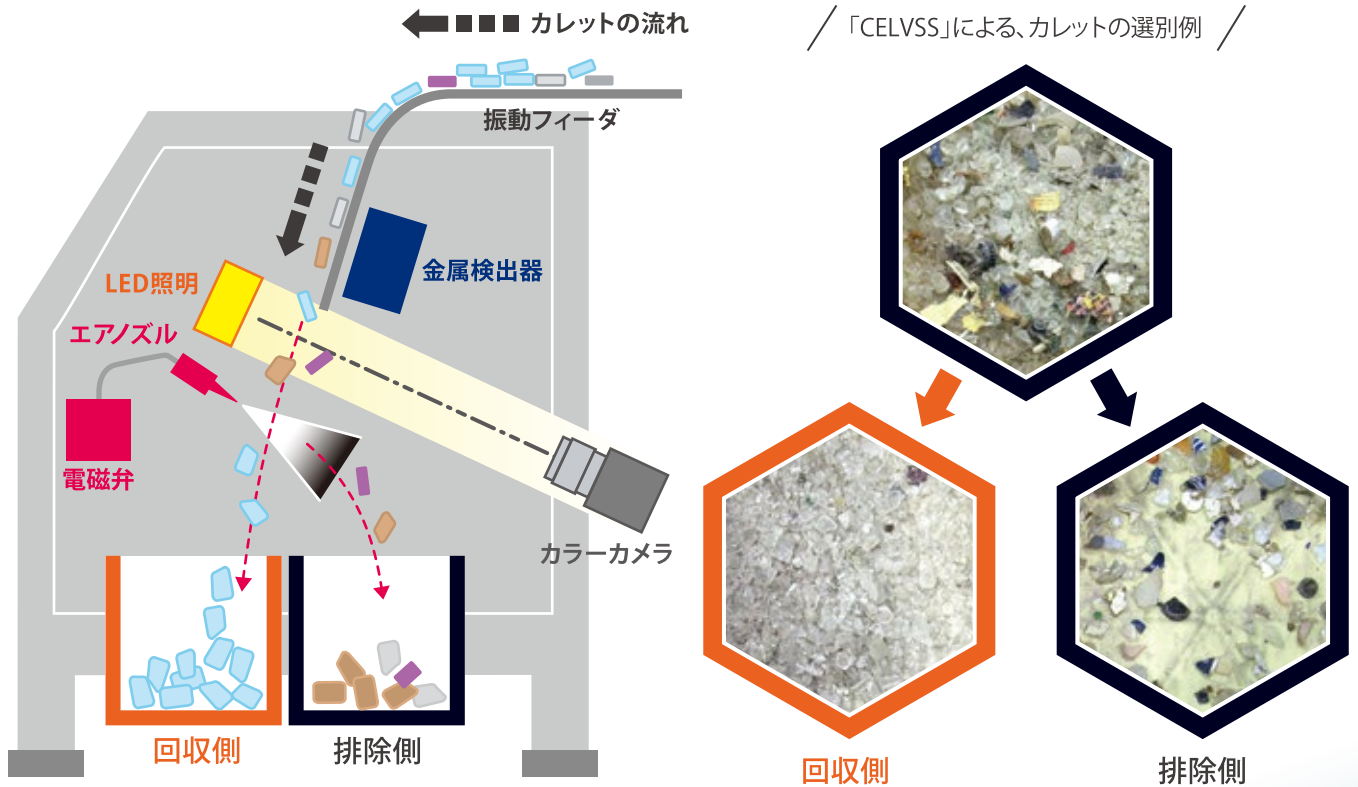 カレットの流れ
振動フィーダ
金属検出器
LED照明
エアノズル
電磁弁
カラーカメラ
回収側
排除側
「CELVSS」による、カレットの選別例
回収側
排除側